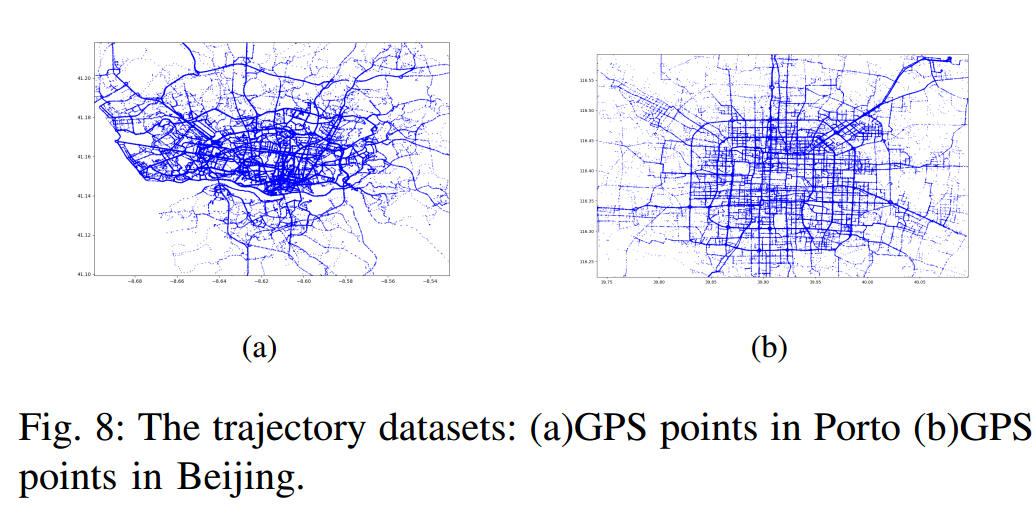 41.20
41.18
41.16
41.14
41.12
41.10
−8.68 −8.66 −8.64 −8.62 −8.60 −8.58 −8.56 −8.54
(a)
116.55
116.50
116.45
116.40
116.35
116.30
116.25
39.75 39.80 39.85 39.90 39.95 40.00 40.05
(b)
Fig. 8: The trajectory datasets: (a)GPS points in Porto (b)GPS
points in Beijing.